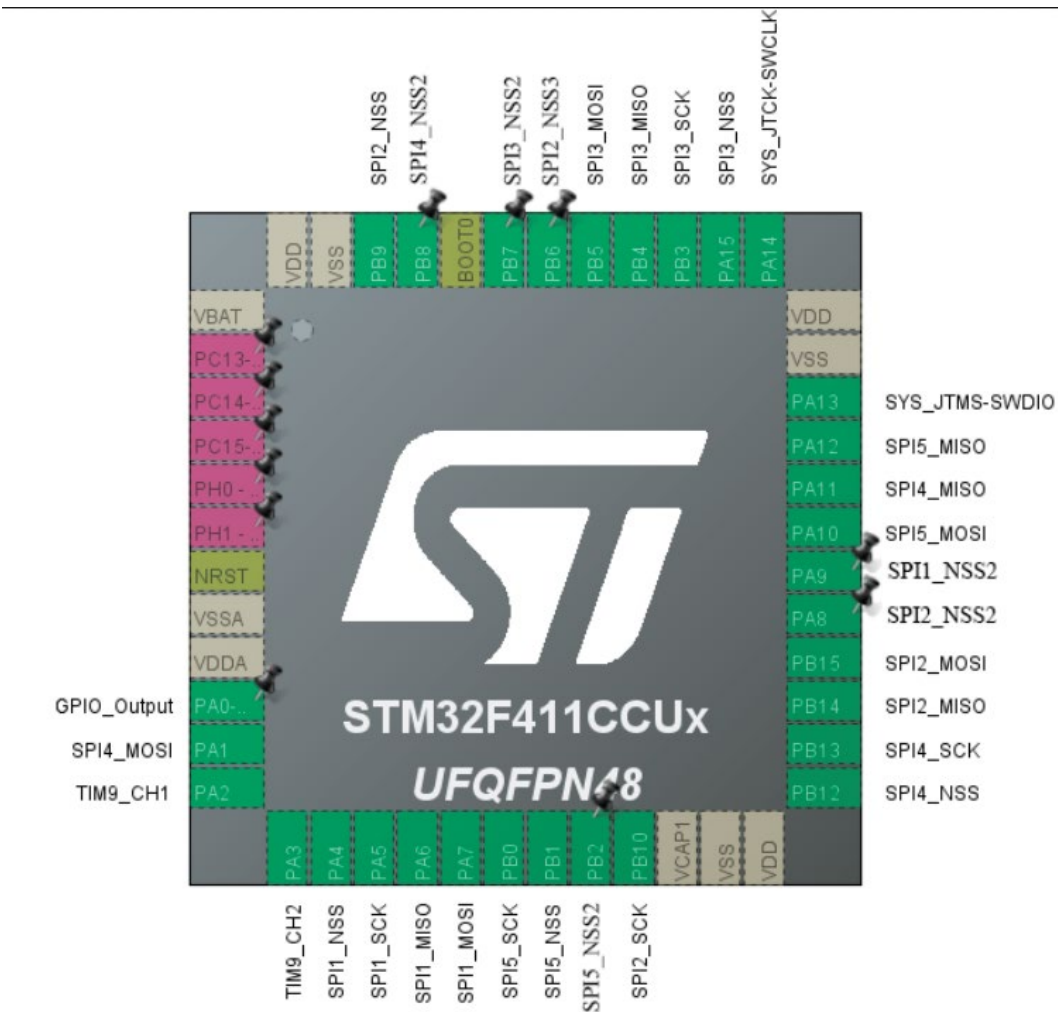 SPI2_NSS
SPI4_NSS2
SPI3_NSS2
SPI2_NSS3
SPI3_MOSI
SPI3_MISO
SPI3_SCK
SPI3_NSS
SYS_JTCK-SWCLK
VDD
VSS
PB9
PB8
BOOT0
PB7
PB6
PB5
PB4
PB3
PA15
PA14
VBAT
PC13-..
PC14-..
PC15-..
PH0 - ..
PH1 - ..
NRST
VSSA
VDDA
GPIO_Output PA0-..
SPI4_MOSI PA1
TIM9_CH1 PA2
VDD
VSS
PA13 SYS_JTMS-SWDIO
PA12 SPI5_MISO
PA11 SPI4_MISO
PA10 SPI5_MOSI
PA9 SPI1_NSS2
PA8 SPI2_NSS2
PB15 SPI2_MOSI
PB14 SPI2_MISO
PB13 SPI4_SCK
PB12 SPI4_NSS
ST
STM32F411CCUx
UFQFPN48
PA3
PA4
PA5
PA6
PA7
PB0
PB1
PB2
PB10
VCAP1
VSS
VDD
TIM9_CH2
SPI1_NSS
SPI1_SCK
SPI1_MISO
SPI1_MOSI
SPI5_SCK
SPI5_NSS
SPI5_NSS2
SPI2_SCK